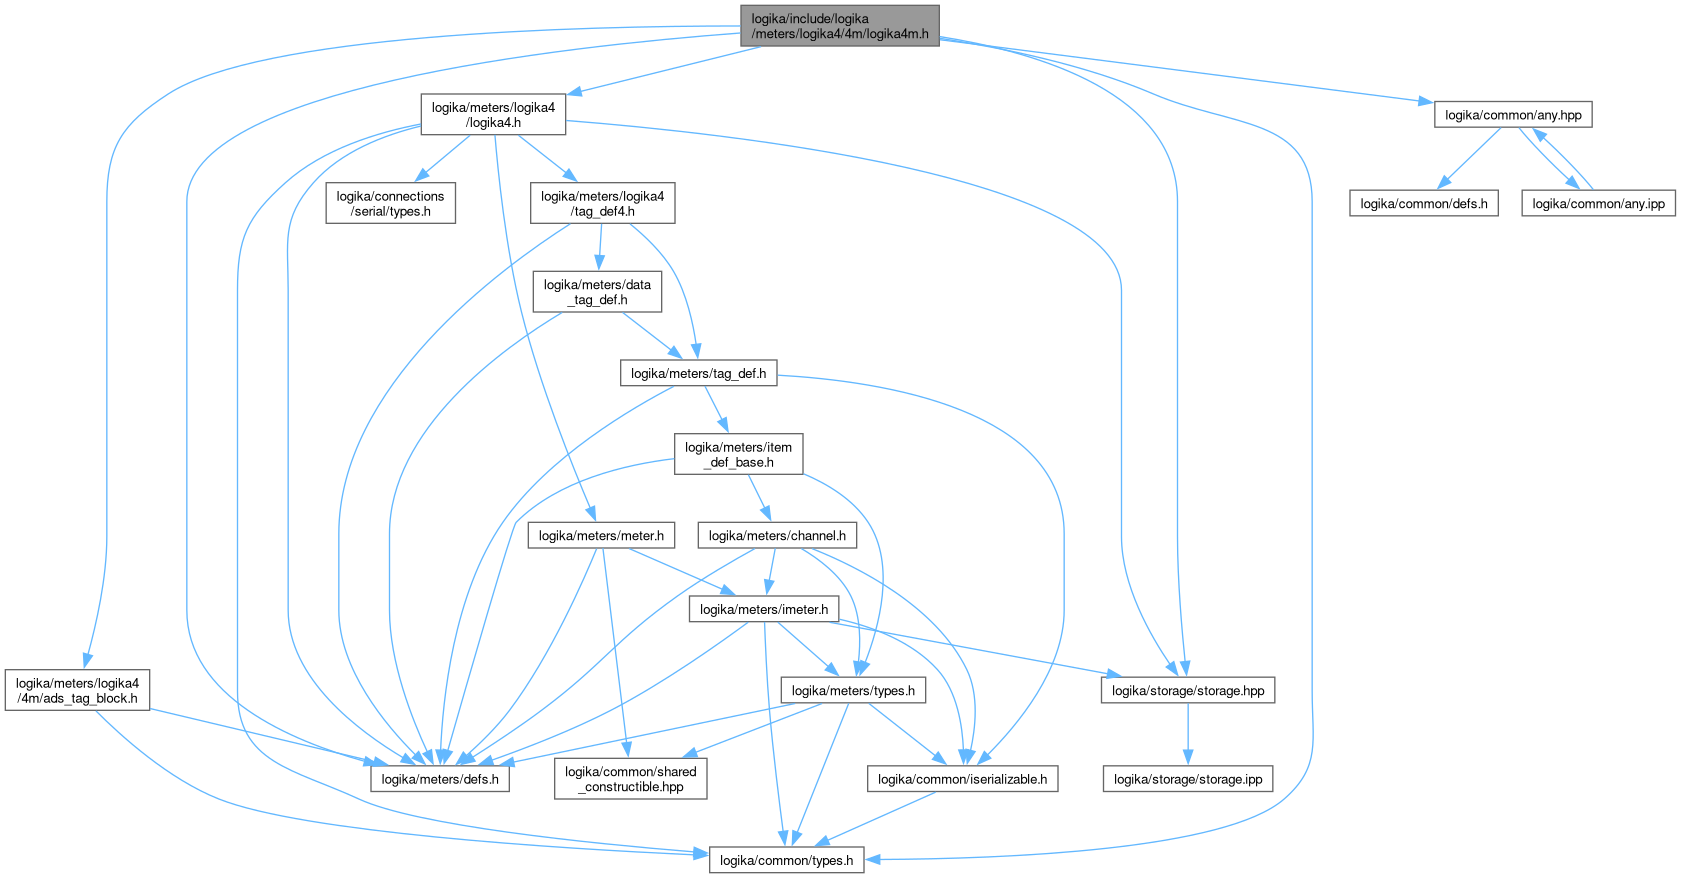 logika/include/logika
/meters/logika4/4m/logika4m.h
logika/meters/logika4
/logika4.h
logika/common/any.hpp
logika/connections
/serial/types.h
logika/meters/logika4
/tag_def4.h
logika/common/defs.h
logika/common/any.ipp
logika/meters/data
_tag_def.h
logika/meters/tag_def.h
logika/meters/item
_def_base.h
logika/meters/meter.h
logika/meters/channel.h
logika/meters/imeter.h
logika/meters/logika4
/4m/ads_tag_block.h
logika/meters/types.h
logika/storage/storage.hpp
logika/meters/defs.h
logika/common/shared
_constructible.hpp
logika/common/iserializable.h
logika/storage/storage.ipp
logika/common/types.h